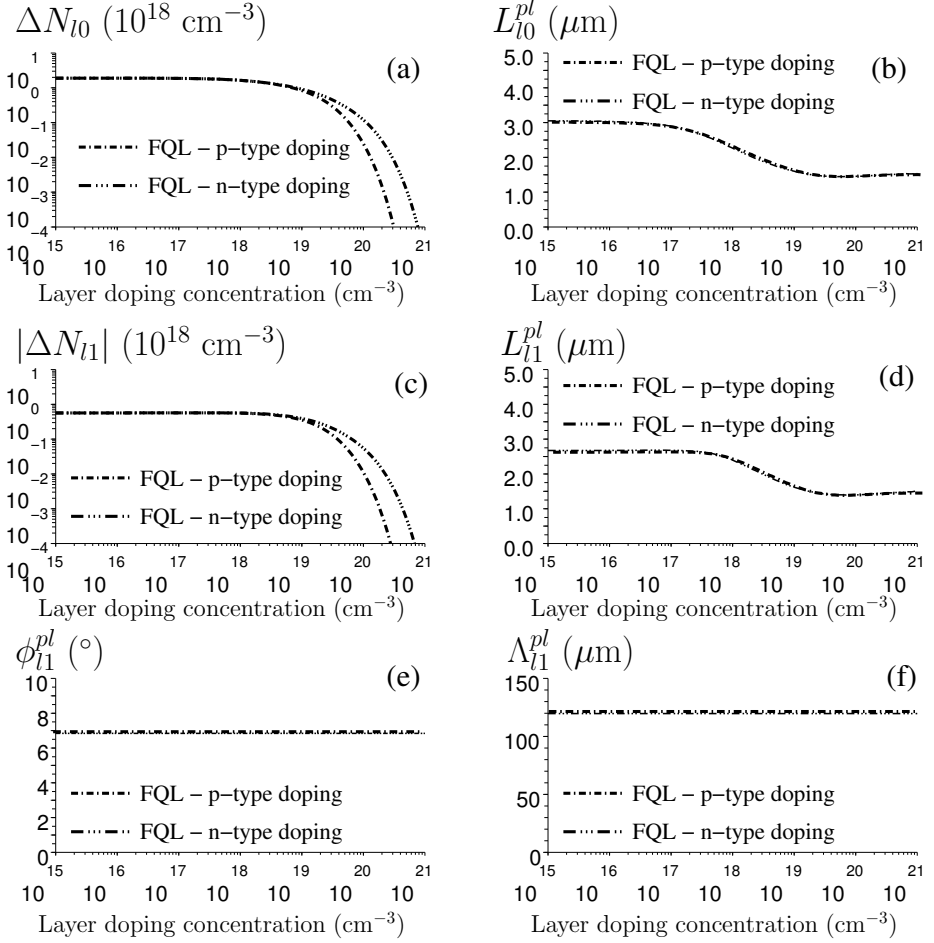 ΔN_{l0} (10^{18} cm^{−3})
(a)
10^{1}
10^{0}
10^{−1}
10^{−2}
10^{−3}
10^{−4}
FQL − p−type doping
FQL − n−type doping
10^{15} 10^{16} 10^{17} 10^{18} 10^{19} 10^{20} 10^{21}
Layer doping concentration (cm^{−3})
L_{l0}^{pl} (μm)
(b)
5.0
4.0
3.0
2.0
1.0
0.0
FQL − p−type doping
FQL − n−type doping
10^{15} 10^{16} 10^{17} 10^{18} 10^{19} 10^{20} 10^{21}
Layer doping concentration (cm^{−3})
|ΔN_{l1}| (10^{18} cm^{−3})
(c)
10^{1}
10^{0}
10^{−1}
10^{−2}
10^{−3}
10^{−4}
FQL − p−type doping
FQL − n−type doping
10^{15} 10^{16} 10^{17} 10^{18} 10^{19} 10^{20} 10^{21}
Layer doping concentration (cm^{−3})
L_{l1}^{pl} (μm)
(d)
5.0
4.0
3.0
2.0
1.0
0.0
FQL − p−type doping
FQL − n−type doping
10^{15} 10^{16} 10^{17} 10^{18} 10^{19} 10^{20} 10^{21}
Layer doping concentration (cm^{−3})
ϕ_{l1}^{pl} (°)
(e)
10
8
6
4
2
0
FQL − p−type doping
FQL − n−type doping
10^{15} 10^{16} 10^{17} 10^{18} 10^{19} 10^{20} 10^{21}
Layer doping concentration (cm^{−3})
Λ_{l1}^{pl} (μm)
(f)
150
100
50
0
FQL − p−type doping
FQL − n−type doping
10^{15} 10^{16} 10^{17} 10^{18} 10^{19} 10^{20} 10^{21}
Layer doping concentration (cm^{−3})